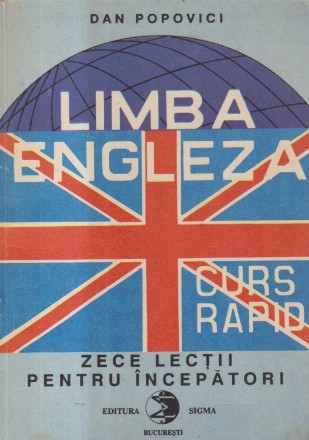 DAN POPOVICI
LIMBA
ENGLEZA
CURS
RAPID
ZECE LECȚII
PENTRU ÎNCEPĂTORI
EDITURA SIGMA
BUCUREȘTI